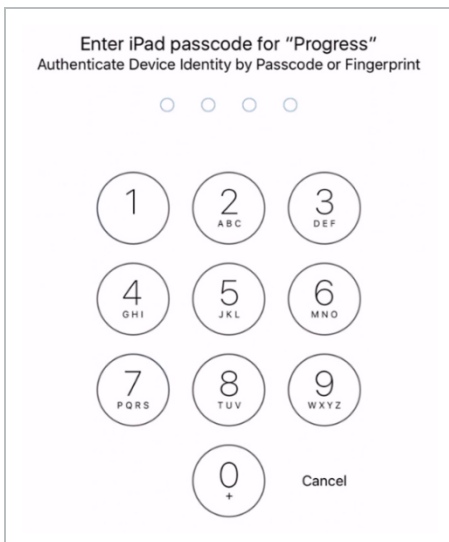 Enter iPad passcode for “Progress”
Authenticate Device Identity by Passcode or Fingerprint
1 2 3
ABC DEF
4 5 6
GHI JKL MNO
7 8 9
PQRS TUV WXYZ
0 Cancel
+